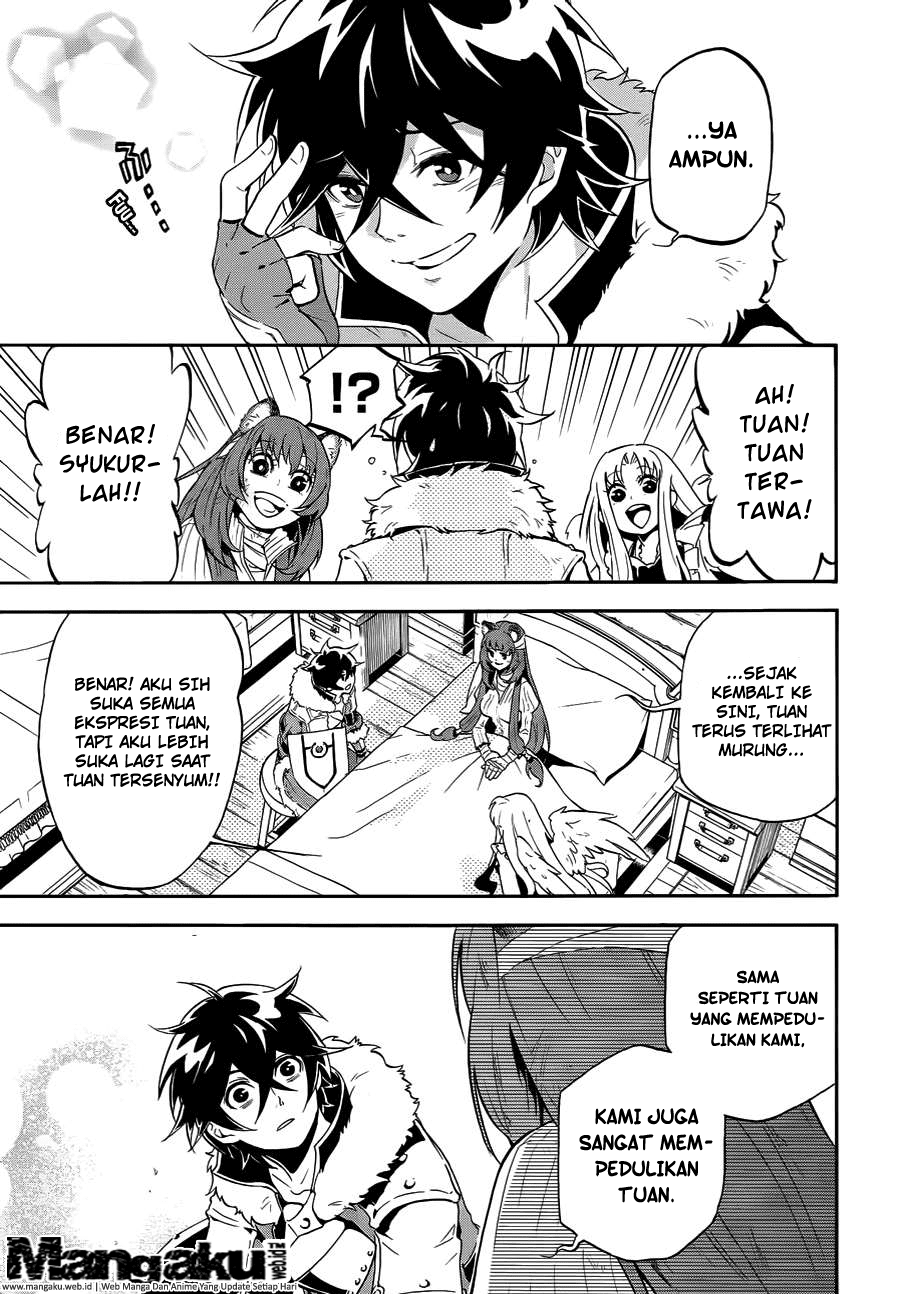 ...YA
AMPUN.
ふ...
FUU...
AH!
TUAN!
TUAN
TER-
TAWA!
!?
BENAR!
SYUKUR-
LAH!!
...SEJAK
KEMBALI KE
SINI, TUAN
TERUS TERLIHAT
MURUNG...
BENAR! AKU SIH
SUKA SEMUA
EKSPRESI TUAN,
TAPI AKU LEBIH
SUKA LAGI SAAT
TUAN TERSENYUM!!
SAMA
SEPERTI TUAN
YANG MEMPEDU-
LIKAN KAMI,
KAMI JUGA
SANGAT MEM-
PEDULIKAN
TUAN.
Mangaku™
www.mangaku.web.id | Web Manga Dan Anime Yang Update Setiap Hari